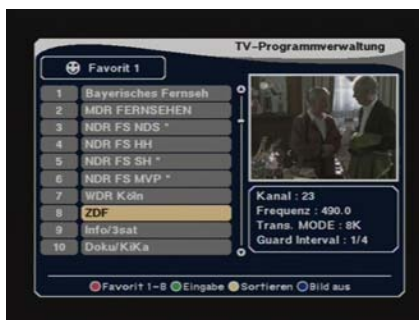 TV-Programmverwaltung
Favorit 1
1 Bayerisches Fernseh
2 MDR FERNSEHEN
3 NDR FS NDS *
4 NDR FS HH
5 NDR FS SH *
6 NDR FS MVP *
7 WDR Köln
8 ZDF
9 Info/3sat
10 Doku/KiKa
Kanal : 23
Frequenz : 490.0
Trans. MODE : 8K
Guard Interval : 1/4
Favorit 1-8 Eingabe Sortieren Bild aus